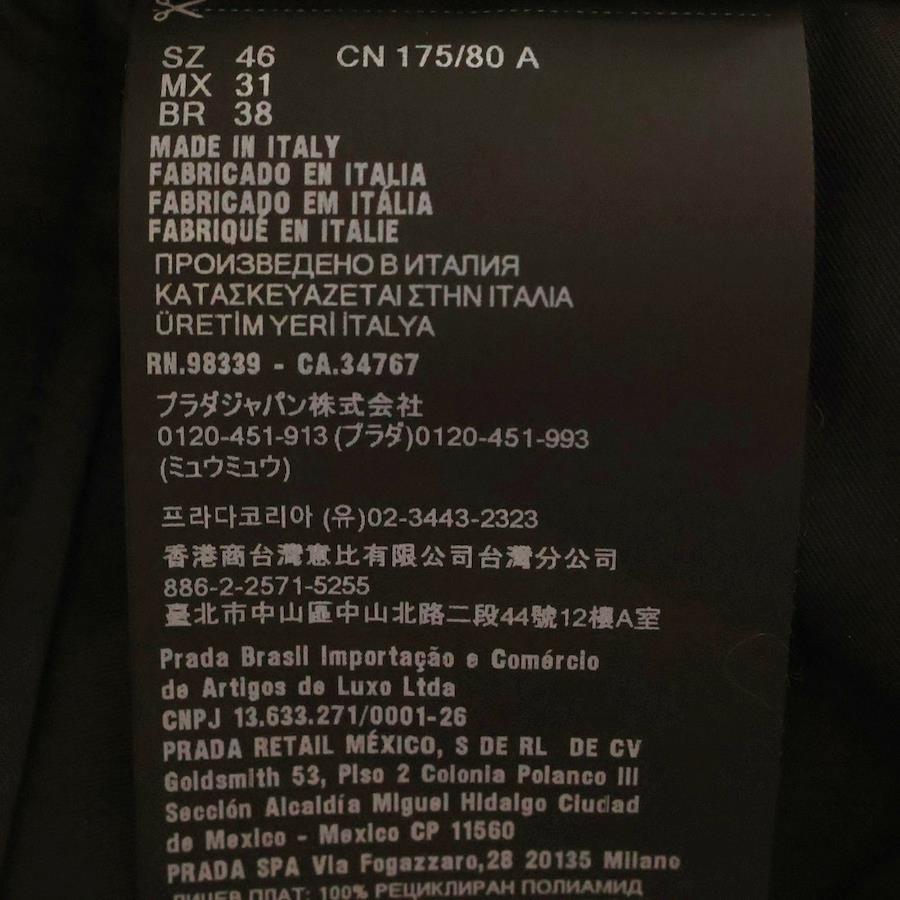 SZ 46 CN 175/80 A
MX 31
BR 38
MADE IN ITALY
FABRICADO EN ITALIA
FABRICADO EM ITÁLIA
FABRIQUÉ EN ITALIE
ПРОИЗВЕДЕНО В ИТАЛИЯ
ΚΑΤΑΣΚΕΥΑΖΕΤΑΙ ΣΤΗΝ ΙΤΑΛΙΑ
ÜRETİM YERİ İTALYA
RN.98339 - CA.34767
プラダジャパン株式会社
0120-451-913 (プラダ)0120-451-993
(ミュウミュウ)
프라다코리아 (유)02-3443-2323
香港商台灣惠比有限公司台灣分公司
886-2-2571-5255
臺北市中山區中山北路二段44號12樓A室
Prada Brasil Importação e Comércio
de Artigos de Luxo Ltda
CNPJ 13.633.271/0001-26
PRADA RETAIL MÉXICO, S DE RL DE CV
Goldsmith 53, Piso 2 Colonia Polanco III
Sección Alcaldía Miguel Hidalgo Ciudad
de Mexico - Mexico CP 11560
PRADA SPA Via Fogazzaro,28 20135 Milano
ЛИЦЕВ ПЛАТ: 100% РЕЦИКЛИРАН ПОЛИАМИД